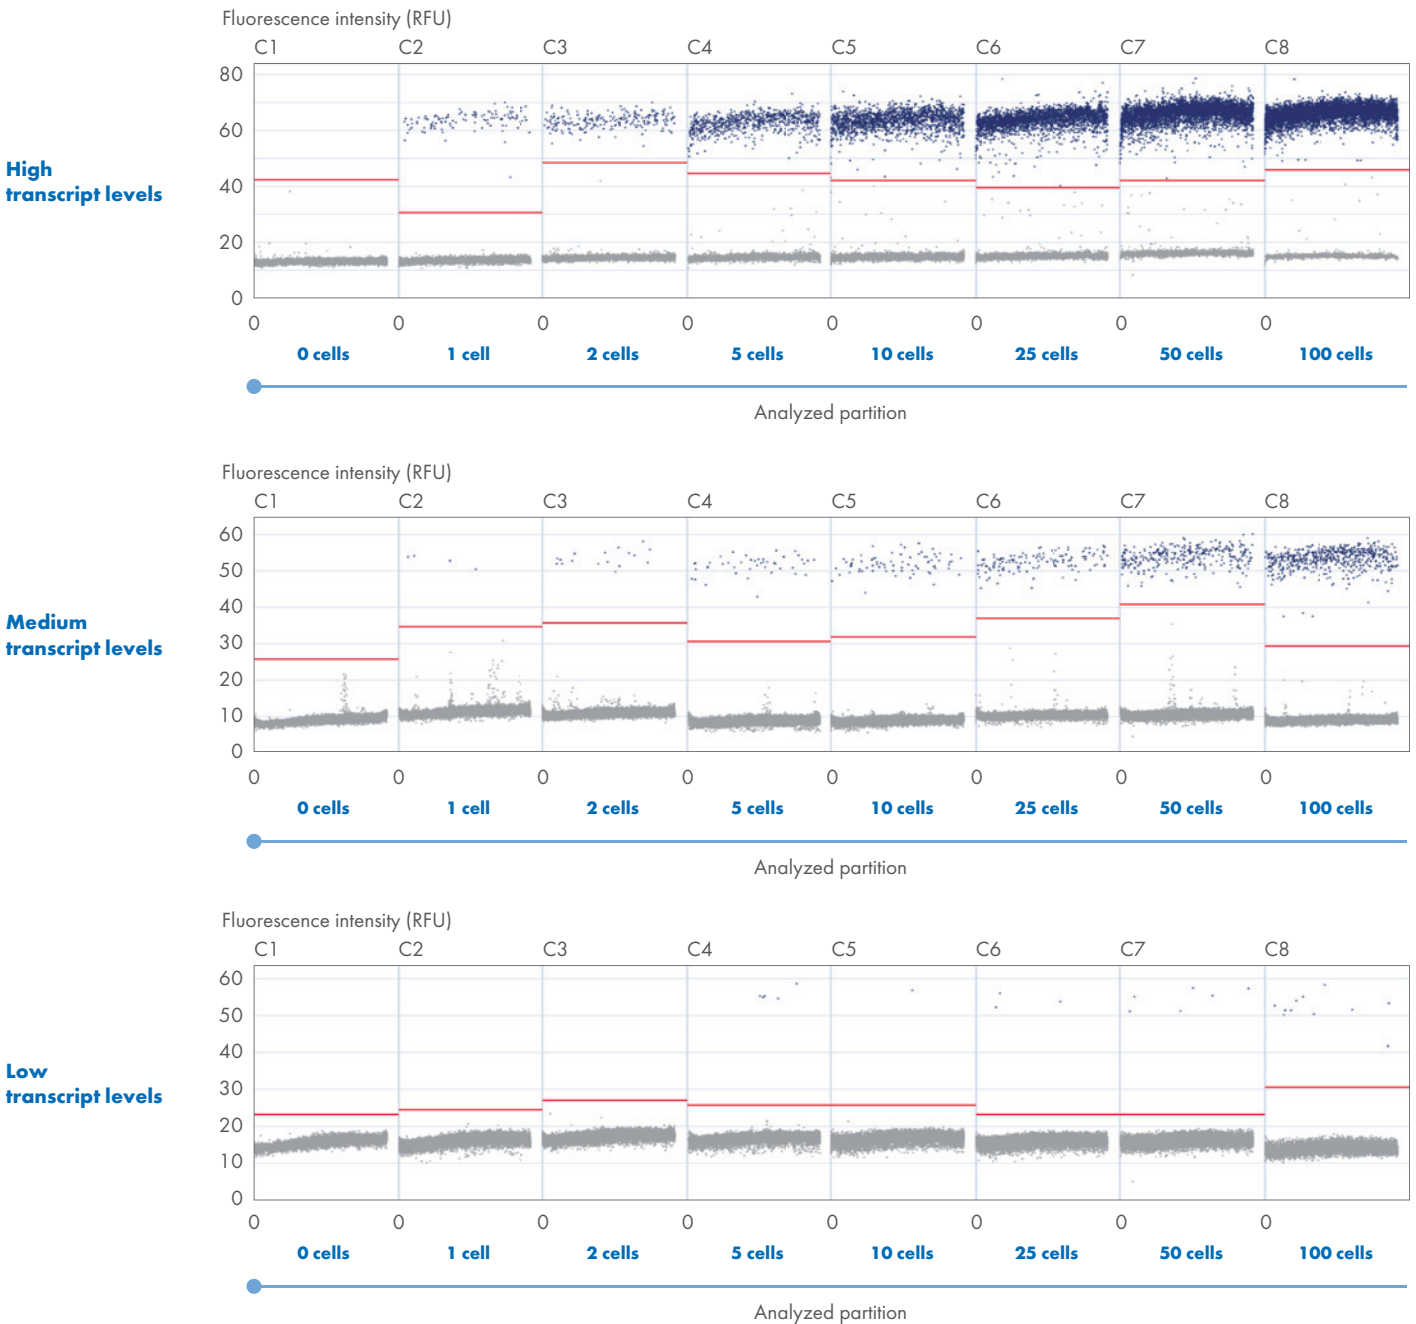 Fluorescence intensity (RFU)
C1 C2 C3 C4 C5 C6 C7 C8
80
60
High
transcript levels
40
20
0
0 0 0 0 0 0 0 0
0 cells 1 cell 2 cells 5 cells 10 cells 25 cells 50 cells 100 cells
Analyzed partition
Fluorescence intensity (RFU)
C1 C2 C3 C4 C5 C6 C7 C8
60
50
40
Medium
transcript levels
30
20
10
0
0 0 0 0 0 0 0 0
0 cells 1 cell 2 cells 5 cells 10 cells 25 cells 50 cells 100 cells
Analyzed partition
Fluorescence intensity (RFU)
C1 C2 C3 C4 C5 C6 C7 C8
60
50
40
Low
transcript levels
30
20
10
0
0 0 0 0 0 0 0 0
0 cells 1 cell 2 cells 5 cells 10 cells 25 cells 50 cells 100 cells
Analyzed partition